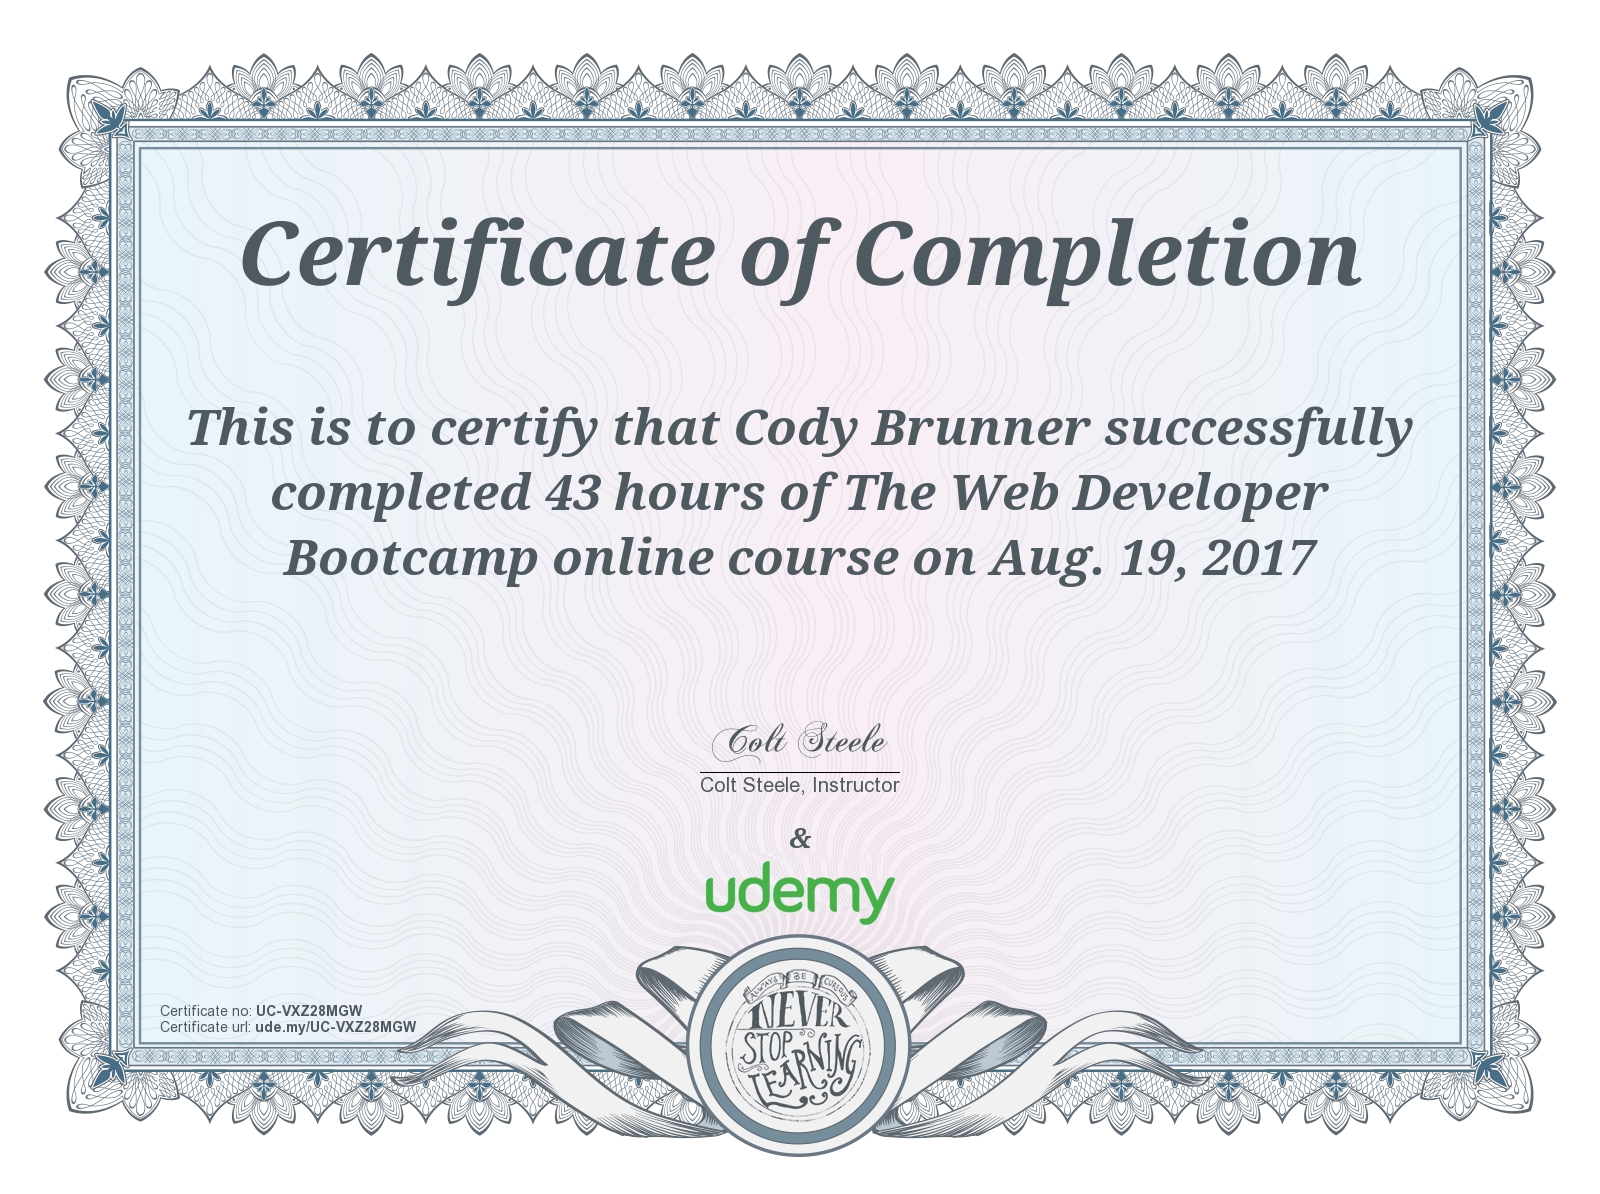 Certificate of Completion
This is to certify that Cody Brunner successfully
completed 43 hours of The Web Developer
Bootcamp online course on Aug. 19, 2017
Colt Steele
Colt Steele, Instructor
&
udemy
Certificate no: UC-VXZ28MGW
Certificate url: ude.my/UC-VXZ28MGW
ALWAYS BE CURIOUS
NEVER
STOP
LEARNING